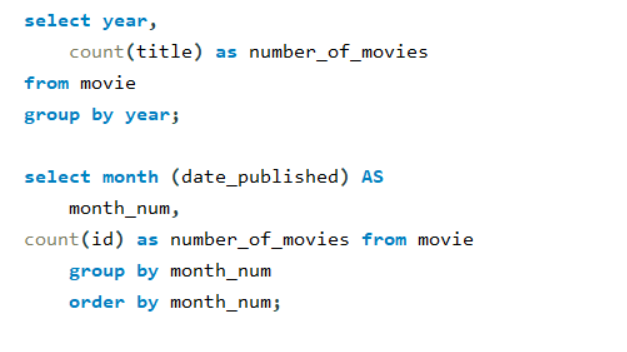 select year,
count(title) as number_of_movies
from movie
group by year;
select month (date_published) AS
month_num,
count(id) as number_of_movies from movie
group by month_num
order by month_num;